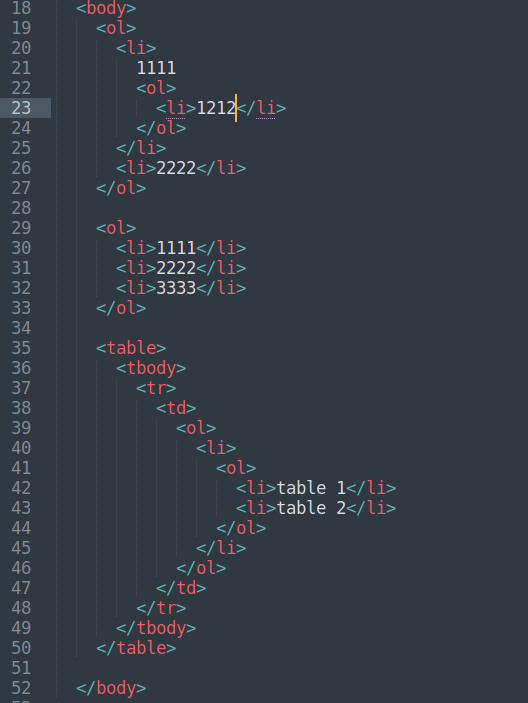 18 <body>
19 <ol>
20 <li>
21 1111
22 <ol>
23 <li>1212</li>
24 </ol>
25 </li>
26 <li>2222</li>
27 </ol>
28
29 <ol>
30 <li>1111</li>
31 <li>2222</li>
32 <li>3333</li>
33 </ol>
34
35 <table>
36 <tbody>
37 <tr>
38 <td>
39 <ol>
40 <li>
41 <ol>
42 <li>table 1</li>
43 <li>table 2</li>
44 </ol>
45 </li>
46 </ol>
47 </td>
48 </tr>
49 </tbody>
50 </table>
51
52 </body>